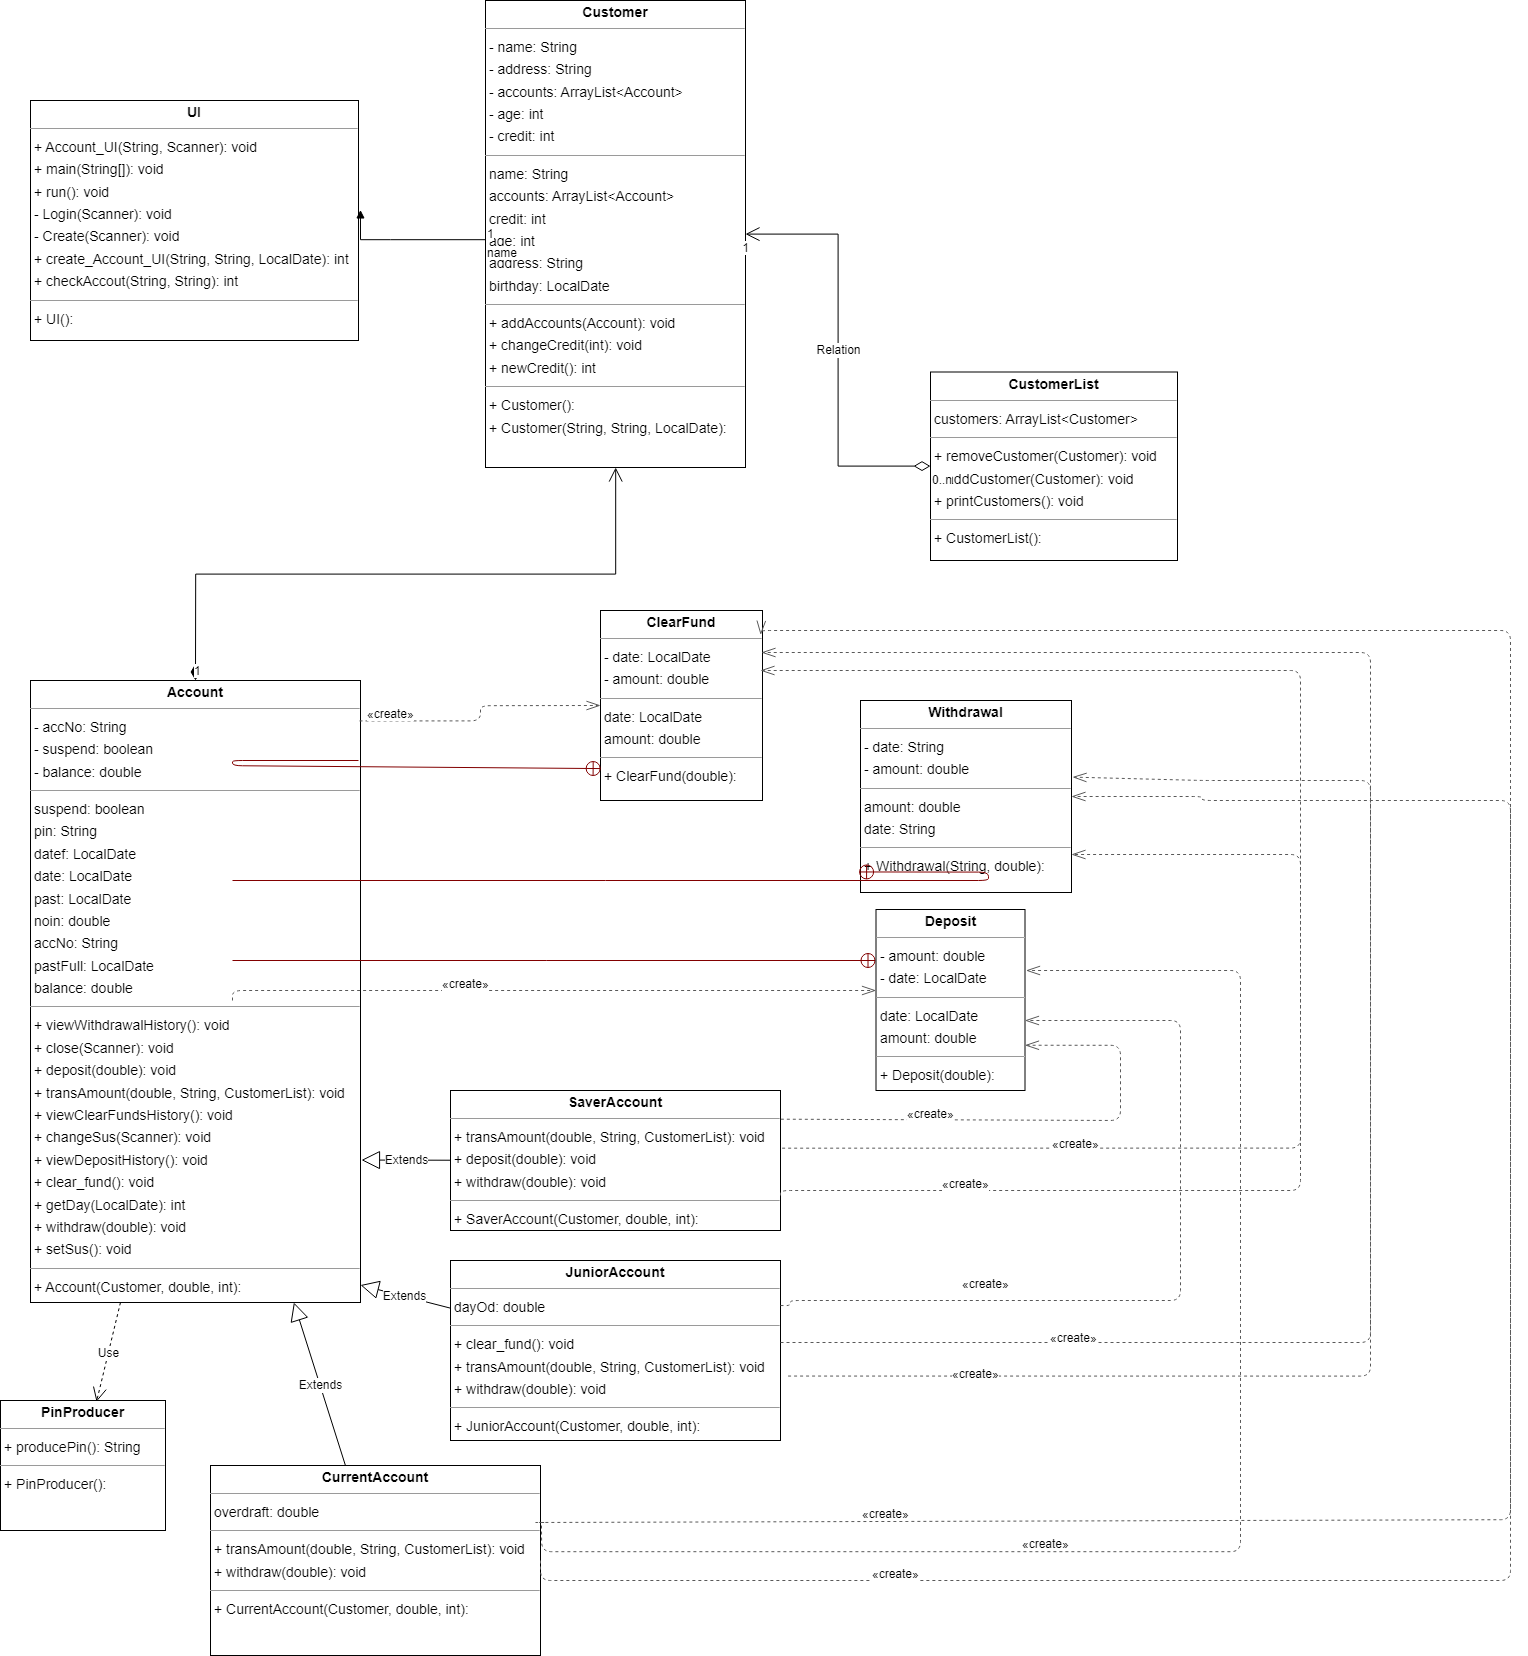 Customer
- name: String
- address: String
- accounts: ArrayList<Account>
- age: int
- credit: int
name: String
accounts: ArrayList<Account>
credit: int
1
age: int
name
address: String
birthday: LocalDate
+ addAccounts(Account): void
+ changeCredit(int): void
+ newCredit(): int
+ Customer():
+ Customer(String, String, LocalDate):
UI
+ Account_UI(String, Scanner): void
+ main(String[]): void
+ run(): void
- Login(Scanner): void
- Create(Scanner): void
+ create_Account_UI(String, String, LocalDate): int
+ checkAccout(String, String): int
+ UI():
1
Relation
CustomerList
customers: ArrayList<Customer>
+ removeCustomer(Customer): void
0..n
ddCustomer(Customer): void
+ printCustomers(): void
+ CustomerList():
1
Account
- accNo: String
- suspend: boolean
- balance: double
suspend: boolean
pin: String
datef: LocalDate
date: LocalDate
past: LocalDate
noin: double
accNo: String
pastFull: LocalDate
balance: double
+ viewWithdrawalHistory(): void
+ close(Scanner): void
+ deposit(double): void
+ transAmount(double, String, CustomerList): void
+ viewClearFundsHistory(): void
+ changeSus(Scanner): void
+ viewDepositHistory(): void
+ clear_fund(): void
+ getDay(LocalDate): int
+ withdraw(double): void
+ setSus(): void
+ Account(Customer, double, int):
«create»
ClearFund
- date: LocalDate
- amount: double
date: LocalDate
amount: double
+ ClearFund(double):
Withdrawal
- date: String
- amount: double
amount: double
date: String
+ Withdrawal(String, double):
Deposit
- amount: double
- date: LocalDate
date: LocalDate
amount: double
+ Deposit(double):
«create»
SaverAccount
+ transAmount(double, String, CustomerList): void
+ deposit(double): void
+ withdraw(double): void
+ SaverAccount(Customer, double, int):
«create»
«create»
«create»
Extends
JuniorAccount
dayOd: double
+ clear_fund(): void
+ transAmount(double, String, CustomerList): void
+ withdraw(double): void
+ JuniorAccount(Customer, double, int):
«create»
«create»
«create»
Extends
Use
Extends
PinProducer
+ producePin(): String
+ PinProducer():
CurrentAccount
overdraft: double
+ transAmount(double, String, CustomerList): void
+ withdraw(double): void
+ CurrentAccount(Customer, double, int):
«create»
«create»
«create»